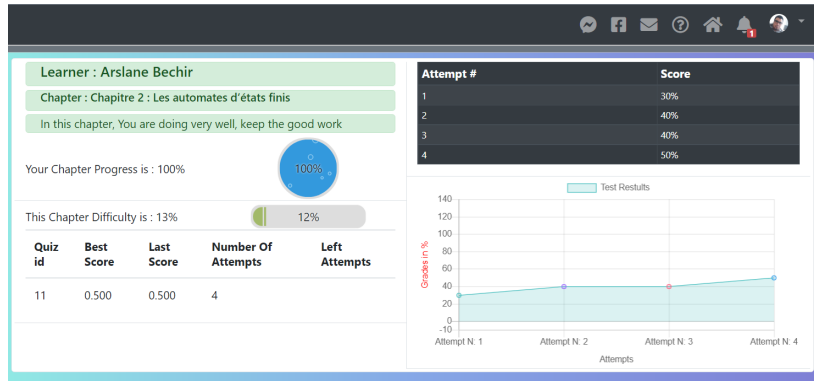 1
Learner : Arslane Bechir
Chapter : Chapitre 2 : Les automates d'états finis
In this chapter, You are doing very well, keep the good work
Your Chapter Progress is : 100%
100%
This Chapter Difficulty is : 13%
12%
Quiz id Best Score Last Score Number Of Attempts Left Attempts
11 0.500 0.500 4
Attempt # Score
1 30%
2 40%
3 40%
4 50%
Test Restults
Grades in %
140
120
100
80
60
40
20
0
-10
Attempt N: 1 Attempt N: 2 Attempt N: 3 Attempt N: 4
Attempts